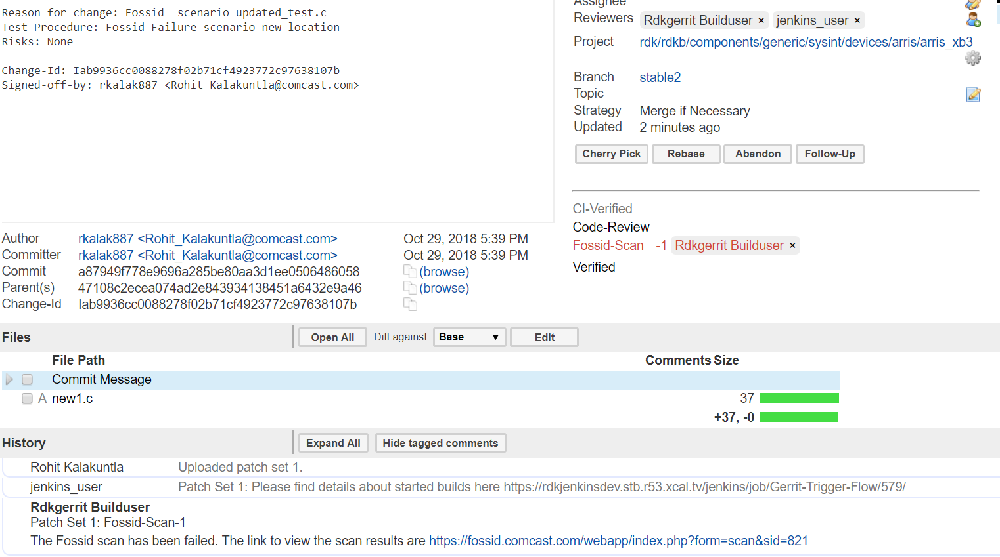 Reason for change: Fossid  scenario updated_test.c
Test Procedure: Fossid Failure scenario new location
Risks: None
Change-Id: Iab9936cc0088278f02b71cf4923772c97638107b
Signed-off-by: rkalak887 <Rohit_Kalakuntla@comcast.com>
Assignee
Reviewers Rdkgerrit Builduser × jenkins_user ×
Project rdk/rdkb/components/generic/sysint/devices/arris/arris_xb3
Branch stable2
Topic
Strategy Merge if Necessary
Updated 2 minutes ago
Cherry Pick Rebase Abandon Follow-Up
CI-Verified
Code-Review
Fossid-Scan -1 Rdkgerrit Builduser ×
Verified
Author rkalak887 <Rohit_Kalakuntla@comcast.com> Oct 29, 2018 5:39 PM
Committer rkalak887 <Rohit_Kalakuntla@comcast.com> Oct 29, 2018 5:39 PM
Commit a87949f778e9696a285be80aa3d1ee0506486058 (browse)
Parent(s) 47108c2ecea074ad2e843934138451a6432e9a46 (browse)
Change-Id Iab9936cc0088278f02b71cf4923772c97638107b
Files Open All Diff against: Base ▼ Edit
File Path Comments Size
Commit Message
A new1.c 37
+37, -0
History Expand All Hide tagged comments
Rohit Kalakuntla Uploaded patch set 1.
jenkins_user Patch Set 1: Please find details about started builds here https://rdkjenkinsdev.stb.r53.xcal.tv/jenkins/job/Gerrit-Trigger-Flow/579/
Rdkgerrit Builduser
Patch Set 1: Fossid-Scan-1
The Fossid scan has been failed. The link to view the scan results are https://fossid.comcast.com/webapp/index.php?form=scan&sid=821